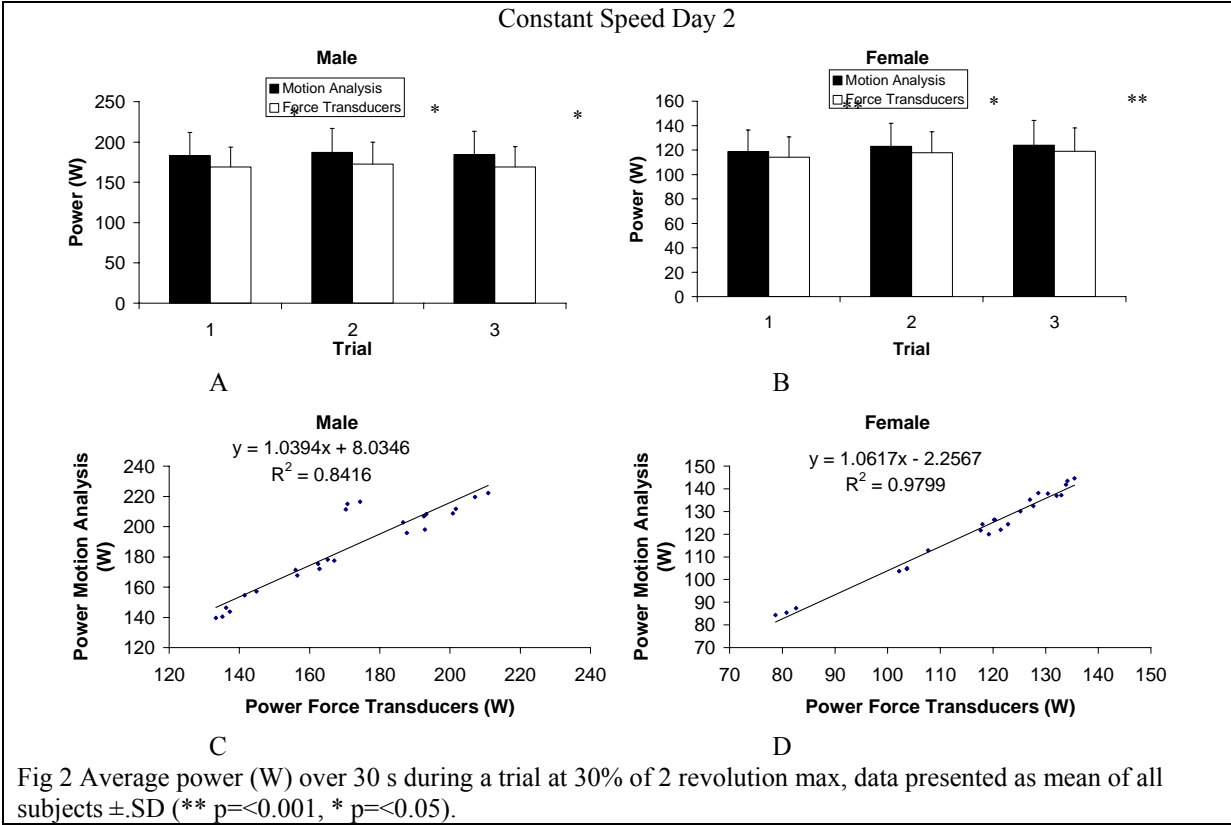 Constant Speed Day 2
Male
Motion Analysis
Force Transducers
*
*
*
250
200
150
100
50
0
Power (W)
1 2 3
Trial
A
Female
Motion Analysis
Force Transducers
**
*
**
160
140
120
100
80
60
40
20
0
Power (W)
1 2 3
Trial
B
Male
y = 1.0394x + 8.0346
R² = 0.8416
240
220
200
180
160
140
120
Power Motion Analysis
(W)
120 140 160 180 200 220 240
Power Force Transducers (W)
C
Female
y = 1.0617x - 2.2567
R² = 0.9799
150
140
130
120
110
100
90
80
70
Power Motion Analysis
(W)
70 80 90 100 110 120 130 140 150
Power Force Transducers (W)
D
Fig 2 Average power (W) over 30 s during a trial at 30% of 2 revolution max, data presented as mean of all
subjects ±.SD (** p=<0.001, * p=<0.05).